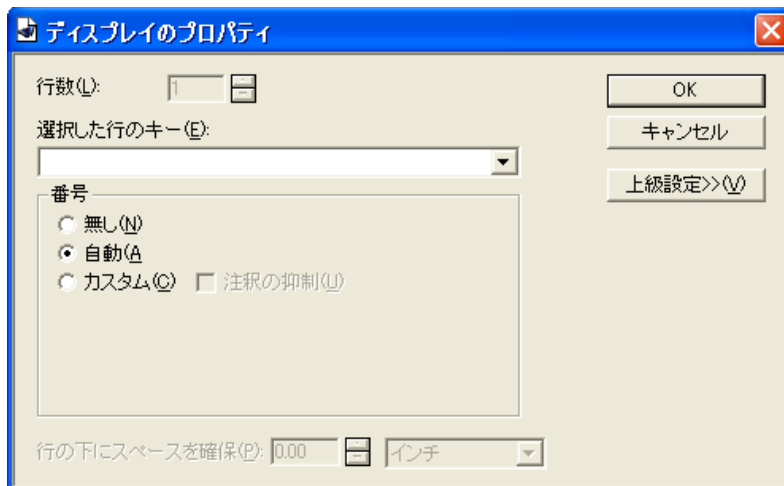 ディスプレイのプロパティ
行数(L): 1
OK
選択した行のキー(E):
キャンセル
上級設定>>(V)
番号
無し(N)
自動(A
カスタム(C) 注釈の抑制(U)
行の下にスペースを確保(P): 0.00 インチ